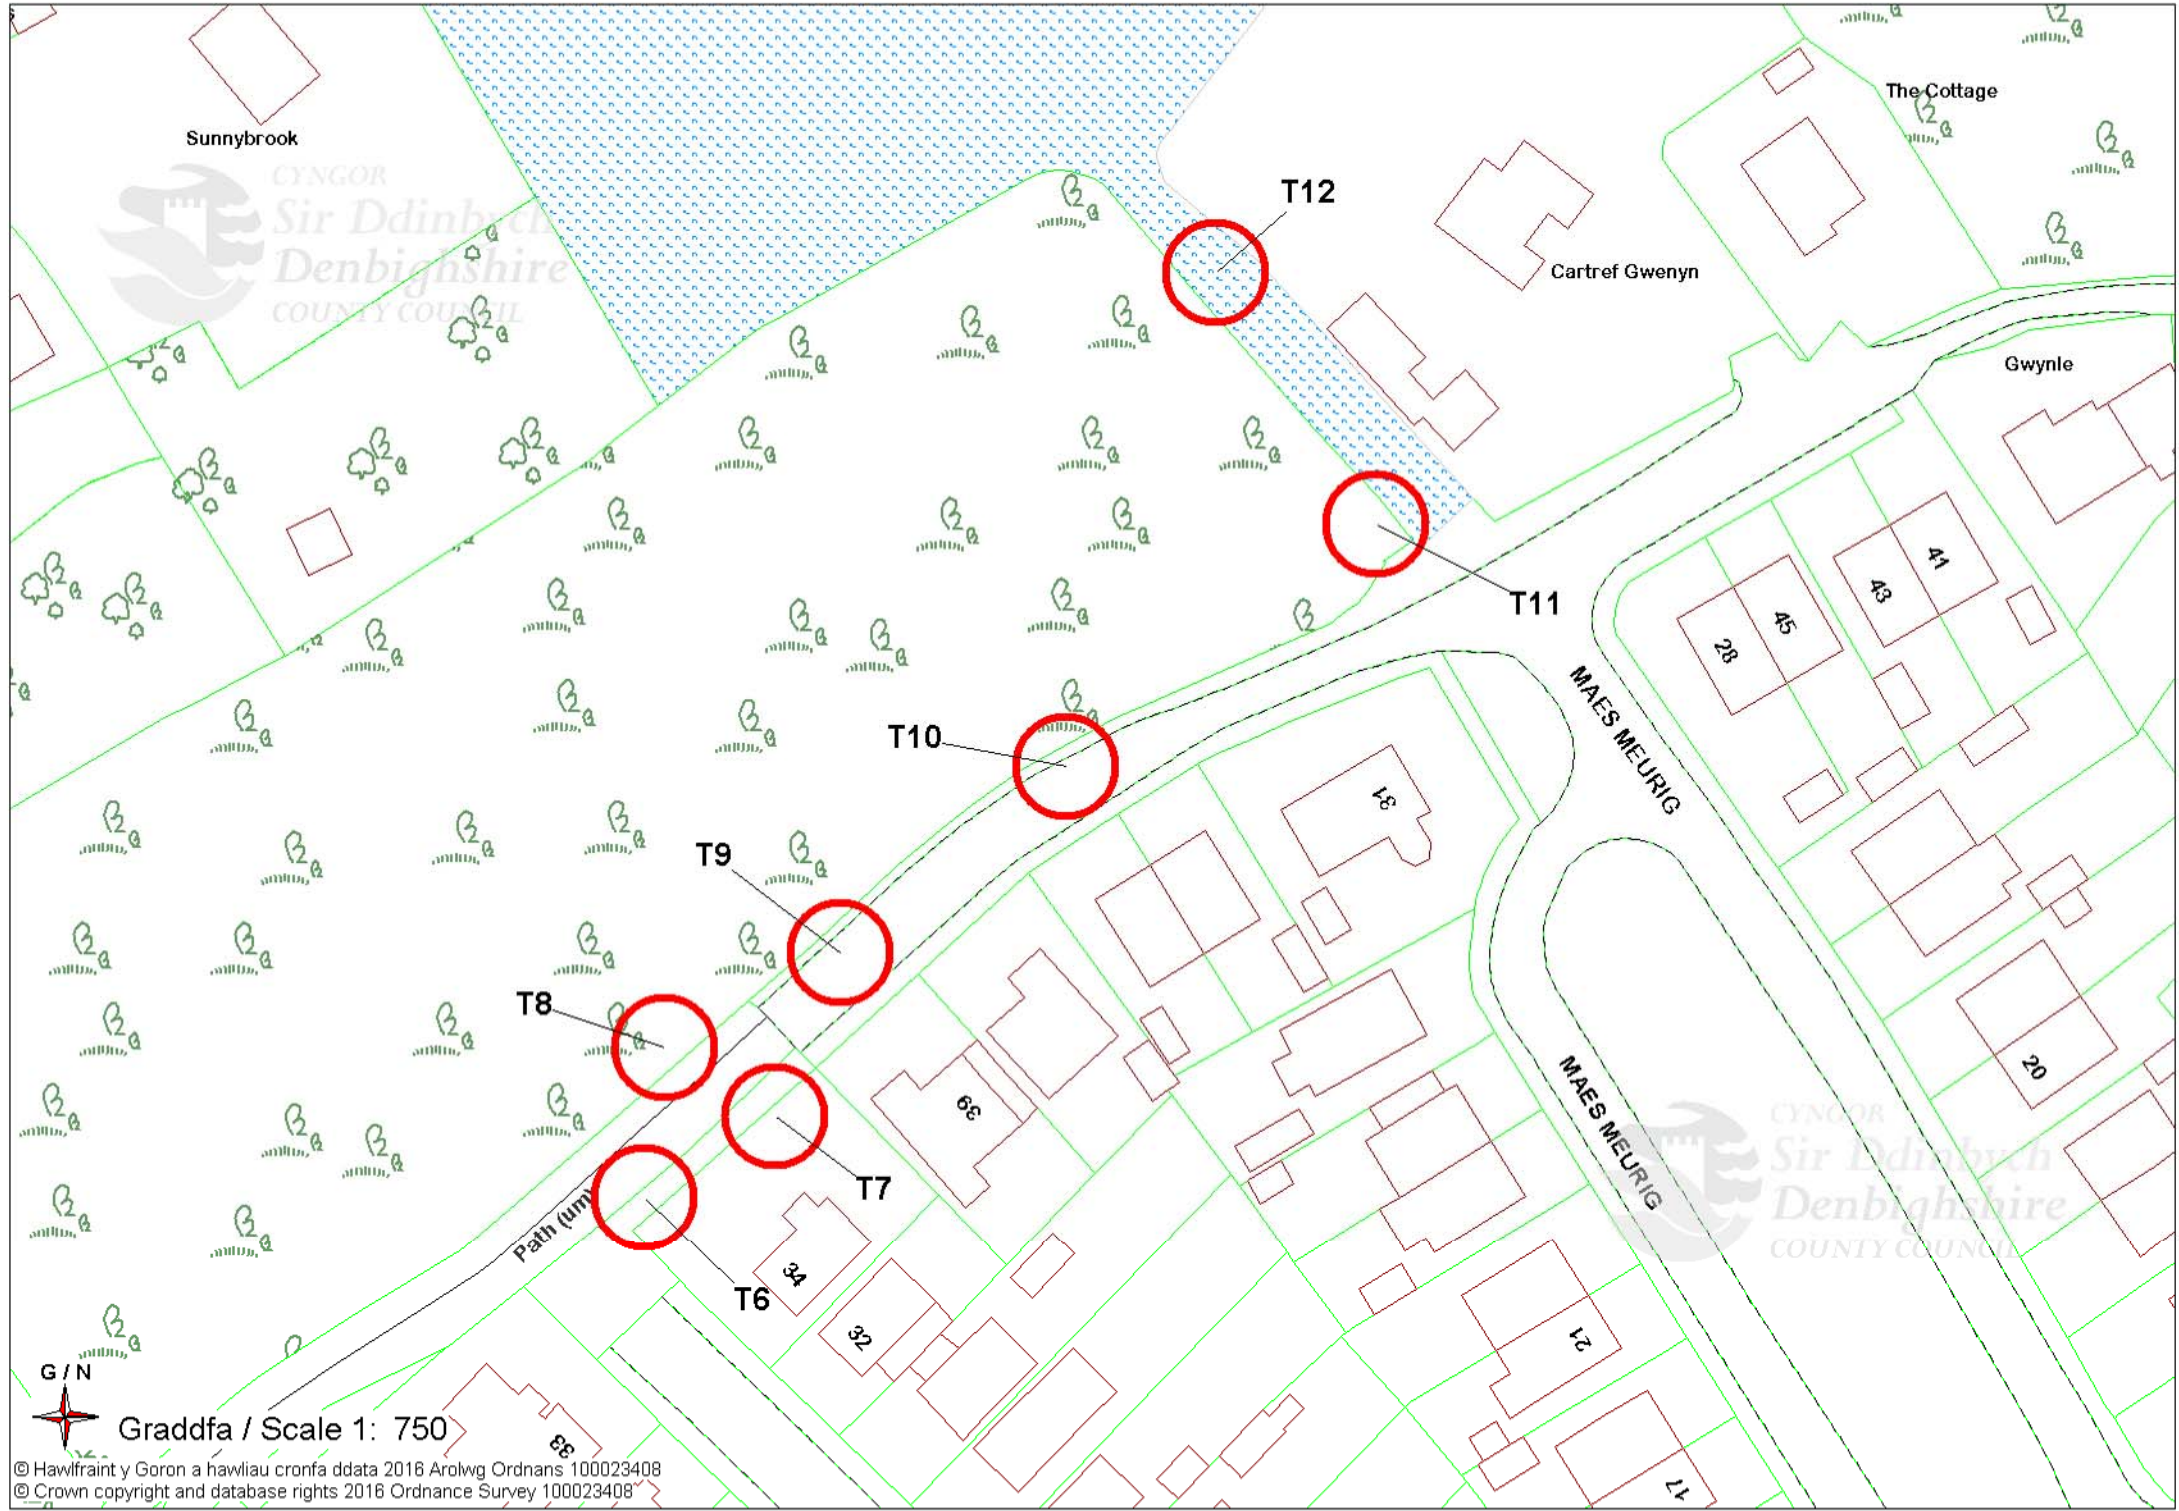 Sunnybrook
CYNGOR
Sir Ddinbych
Denbighshire
COUNTY COUNCIL
The Cottage
T12
Cartref Gwenyn
Gwynle
T11
41
43
45
28
MAES MEURIG
T10
31
T9
T8
39
20
MAES MEURIG
CYNGOR
Sir Ddinbych
Denbighshire
COUNTY COUNCIL
T7
Path (um)
34
T6
32
21
17
33
G / N
Graddfa / Scale 1: 750
© Hawlfraint y Goron a hawliau cronfa ddata 2016 Arolwg Ordnans 100023408
© Crown copyright and database rights 2016 Ordnance Survey 100023408